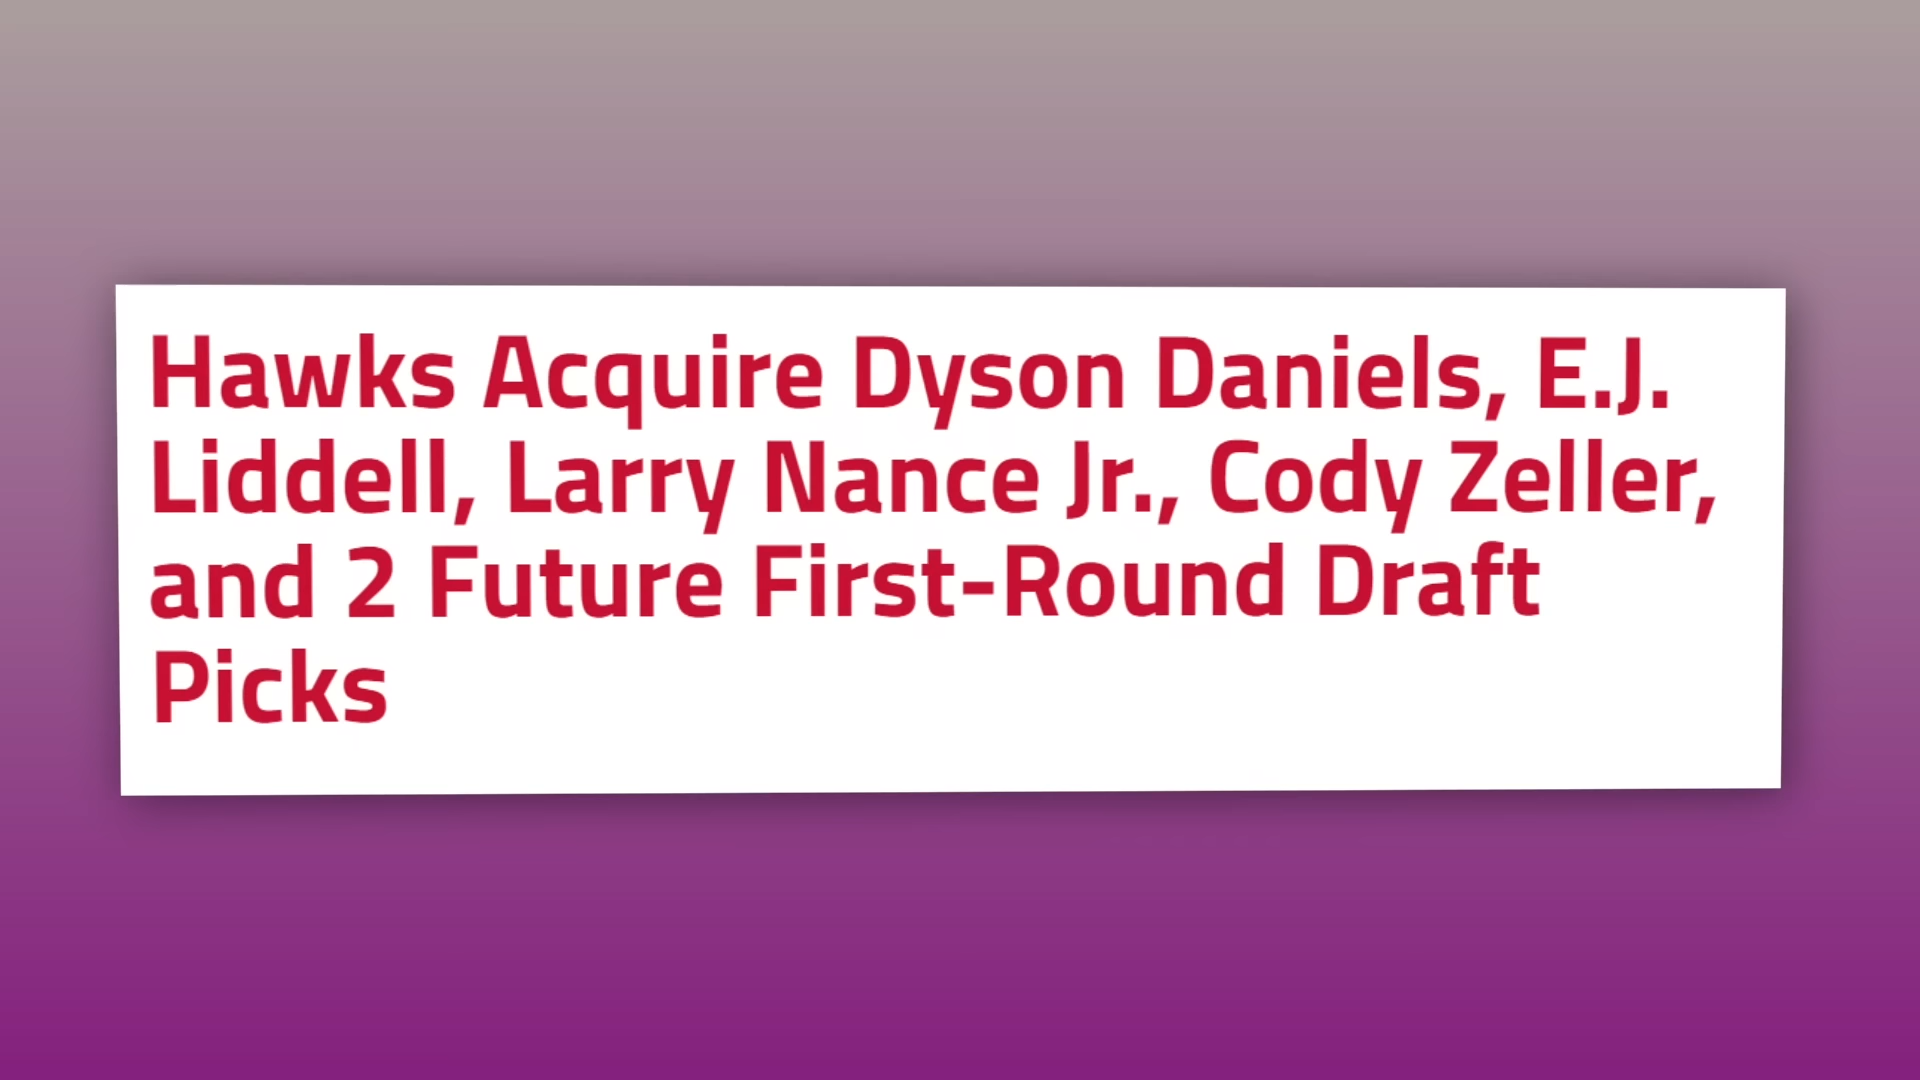 Hawks Acquire Dyson Daniels, E.J.
Liddell, Larry Nance Jr., Cody Zeller,
and 2 Future First-Round Draft
Picks